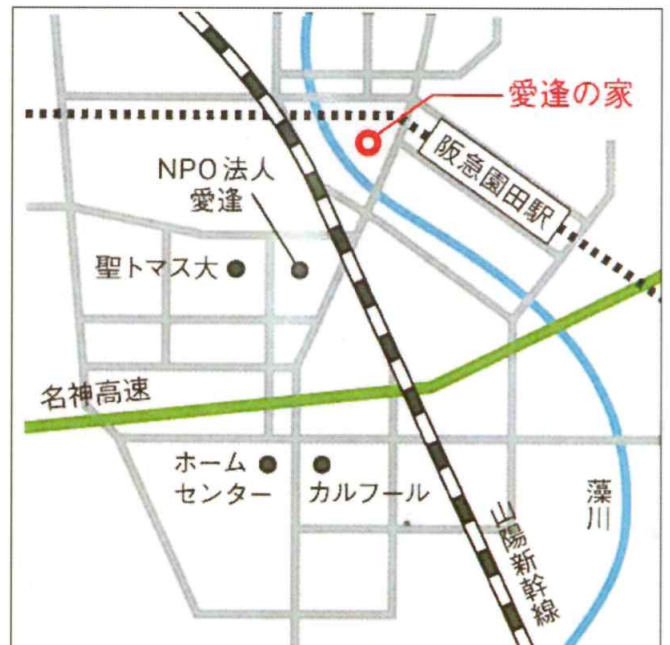 愛逢の家
阪急園田駅
NPO法人
愛逢
聖トマス大
名神高速
ホーム
センター
カルフール
藻川
山陽新幹線